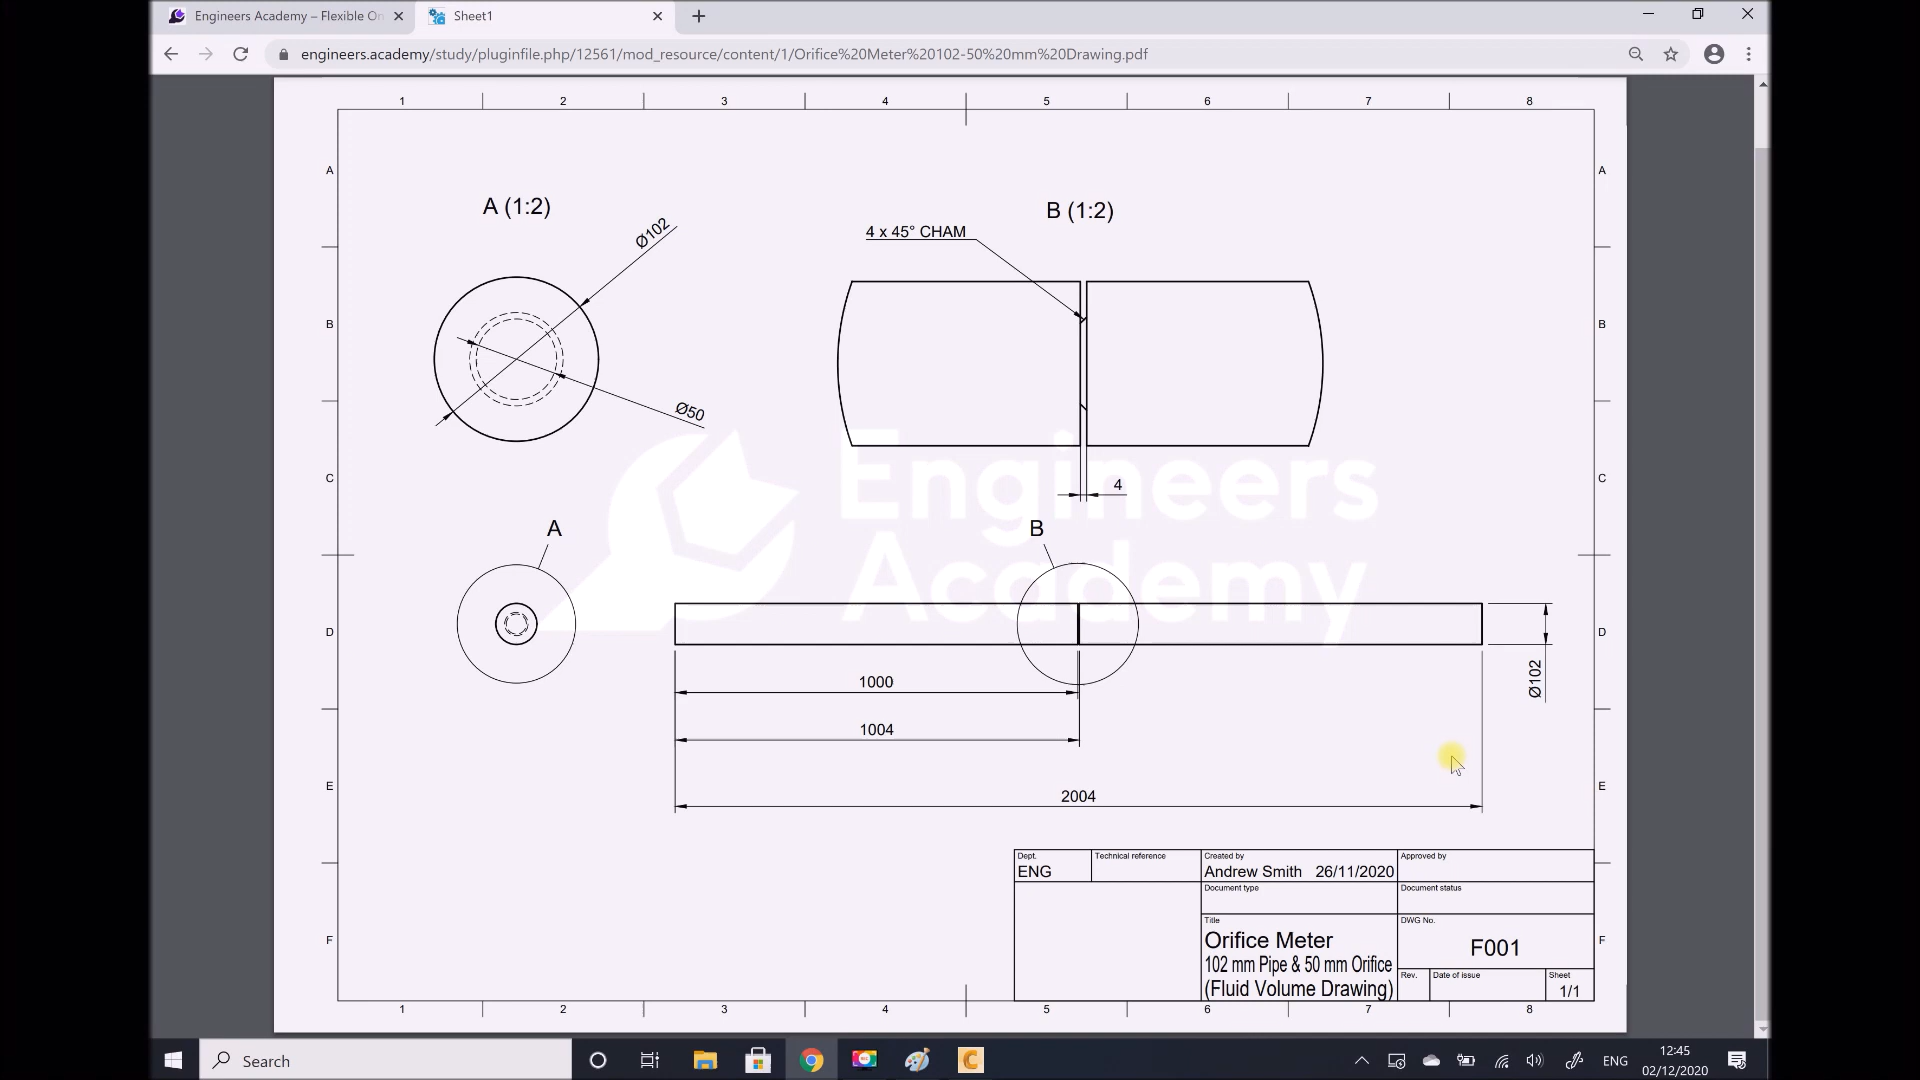 Engineers Academy – Flexible On
Sheet1
engineers.academy/study/pluginfile.php/12561/mod_resource/content/1/Orifice%20Meter%20102-50%20mm%20Drawing.pdf
1 2 3 4 5 6 7 8
A A
A (1:2)
B (1:2)
Ø102
4 x 45° CHAM
B B
Ø50
Engineers
Academy
C C
4
A
B
D D
1000
Ø102
1004
E E
2004
Dept.
ENG
Technical reference
Created by
Andrew Smith 26/11/2020
Approved by
Document type
Document status
Title
Orifice Meter
102 mm Pipe & 50 mm Orifice
(Fluid Volume Drawing)
DWG No.
F001
Rev.
Date of issue
Sheet
1/1
F F
1 2 3 4 5 6 7 8
Search
ENG
12:45
02/12/2020